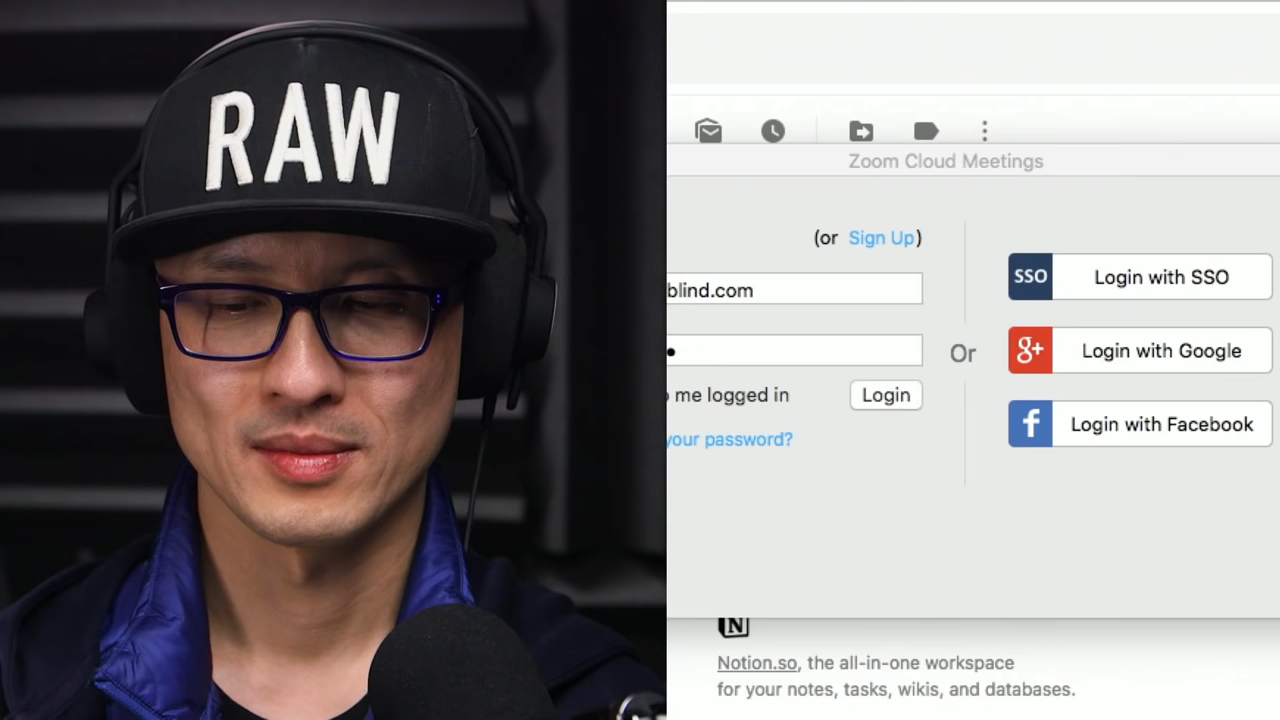 RAW
Zoom Cloud Meetings
(or Sign Up)
blind.com
me logged in
Login
your password?
Or
SSO Login with SSO
g+ Login with Google
f Login with Facebook
N
Notion.so, the all-in-one workspace
for your notes, tasks, wikis, and databases.